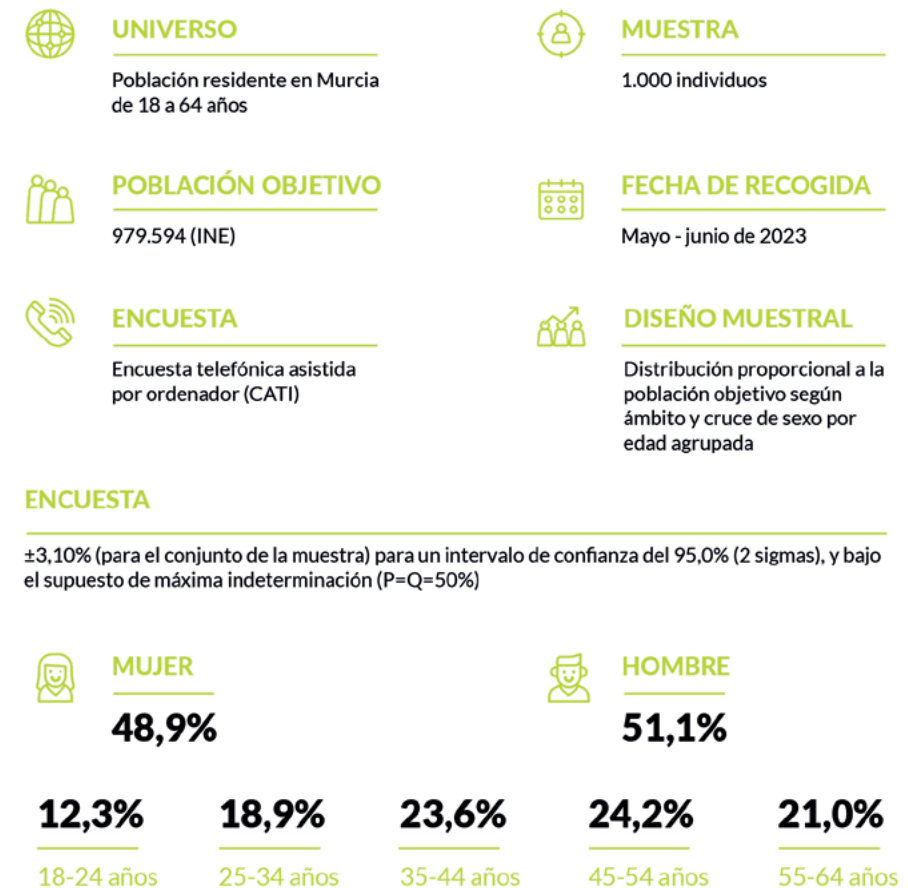 UNIVERSO
Población residente en Murcia
de 18 a 64 años
MUESTRA
1.000 individuos
POBLACIÓN OBJETIVO
979.594 (INE)
FECHA DE RECOGIDA
Mayo - junio de 2023
ENCUESTA
Encuesta telefónica asistida
por ordenador (CATI)
DISEÑO MUESTRAL
Distribución proporcional a la
población objetivo según
ámbito y cruce de sexo por
edad agrupada
ENCUESTA
±3,10% (para el conjunto de la muestra) para un intervalo de confianza del 95,0% (2 sigmas), y bajo
el supuesto de máxima indeterminación (P=Q=50%)
MUJER
48,9%
HOMBRE
51,1%
12,3%
18-24 años
18,9%
25-34 años
23,6%
35-44 años
24,2%
45-54 años
21,0%
55-64 años